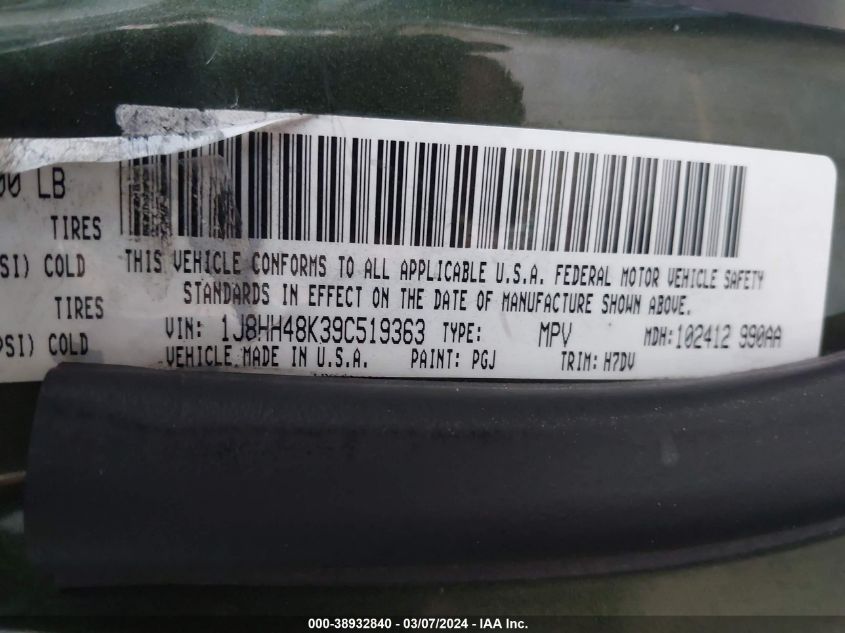 00 LB
TIRES
SI) COLD
TIRES
PSI) COLD
THIS VEHICLE CONFORMS TO ALL APPLICABLE U.S.A. FEDERAL MOTOR VEHICLE SAFETY
STANDARDS IN EFFECT ON THE DATE OF MANUFACTURE SHOWN ABOVE.
VIN: 1J8HH48K39C519363 TYPE: MPV MDH: 102412 990AA
VEHICLE MADE IN U.S.A. PAINT: PGJ TRIM: H7DV
000-38932840 - 03/07/2024 - IAA Inc.